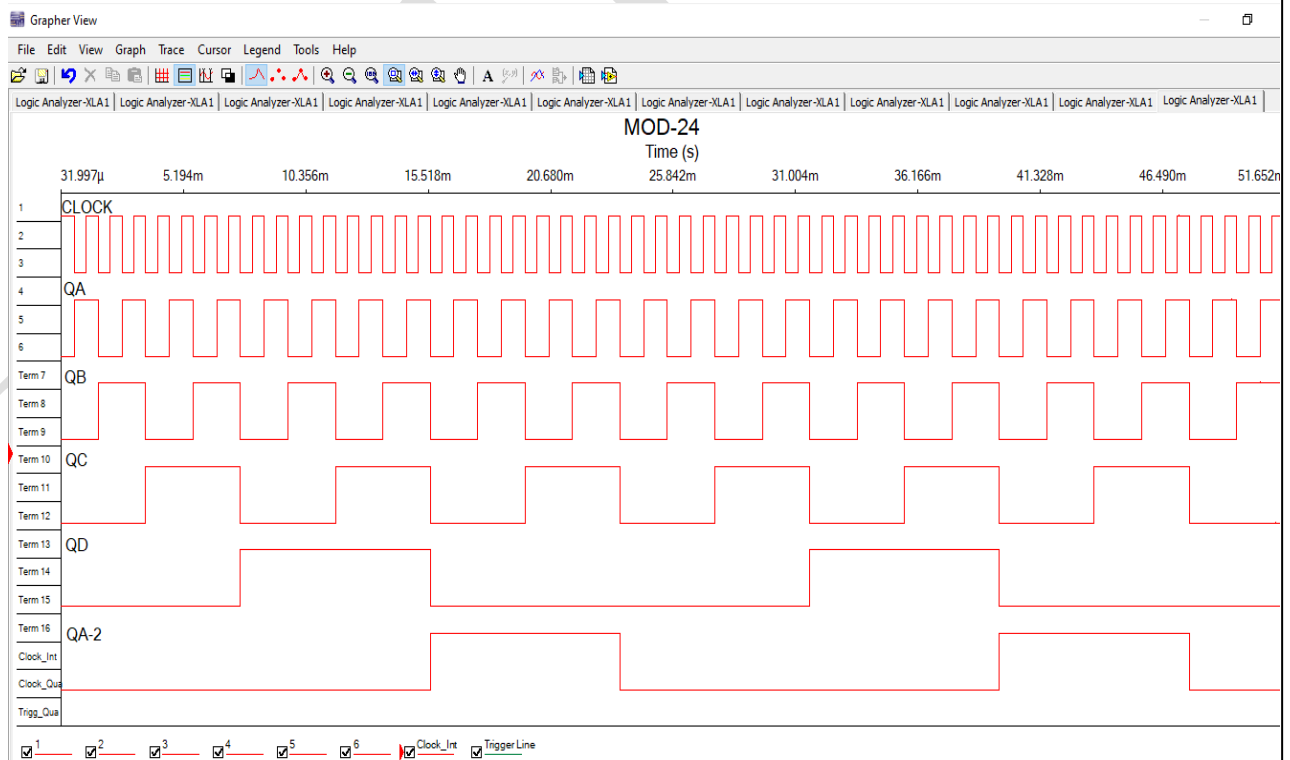 Grapher View
File Edit View Graph Trace Cursor Legend Tools Help
A
Logic Analyzer-XLA1 Logic Analyzer-XLA1 Logic Analyzer-XLA1 Logic Analyzer-XLA1 Logic Analyzer-XLA1 Logic Analyzer-XLA1 Logic Analyzer-XLA1 Logic Analyzer-XLA1 Logic Analyzer-XLA1 Logic Analyzer-XLA1 Logic Analyzer-XLA1 Logic Analyzer-XLA1
MOD-24
Time (s)
31.997µ 5.194m 10.356m 15.518m 20.680m 25.842m 31.004m 36.166m 41.328m 46.490m 51.652m
1 CLOCK
2
3
4 QA
5
6
Term 7 QB
Term 8
Term 9
Term 10 QC
Term 11
Term 12
Term 13 QD
Term 14
Term 15
Term 16 QA-2
Clock_Int
Clock_Qua
Trigg_Qua
1 2 3 4 5 6 Clock_Int Trigger Line